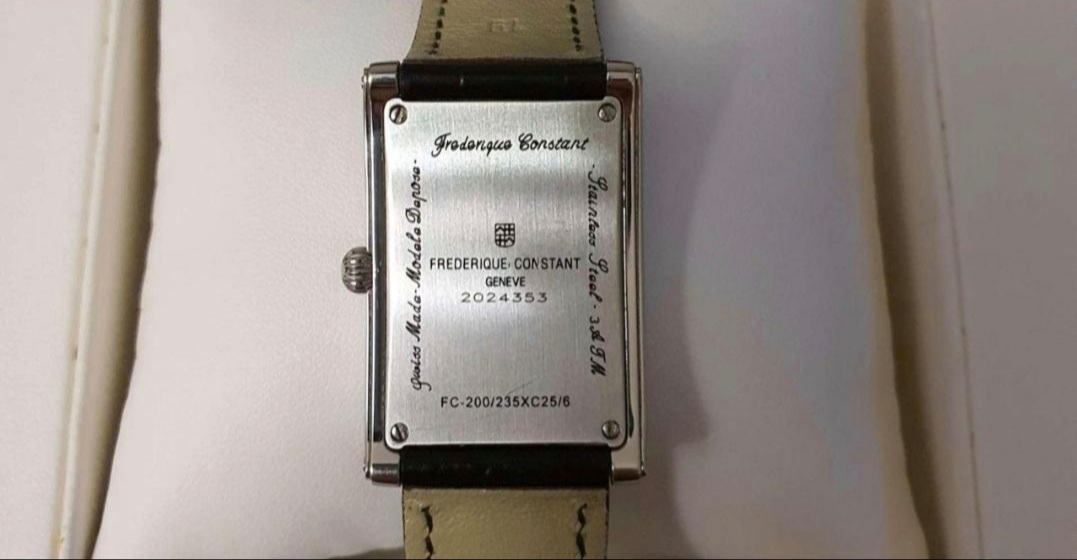 Frederique Constant
Swiss Made - Modele Depose -
- Stainless Steel - 3 ATM
FREDERIQUE CONSTANT
GENEVE
2024353
FC-200/235XC25/6